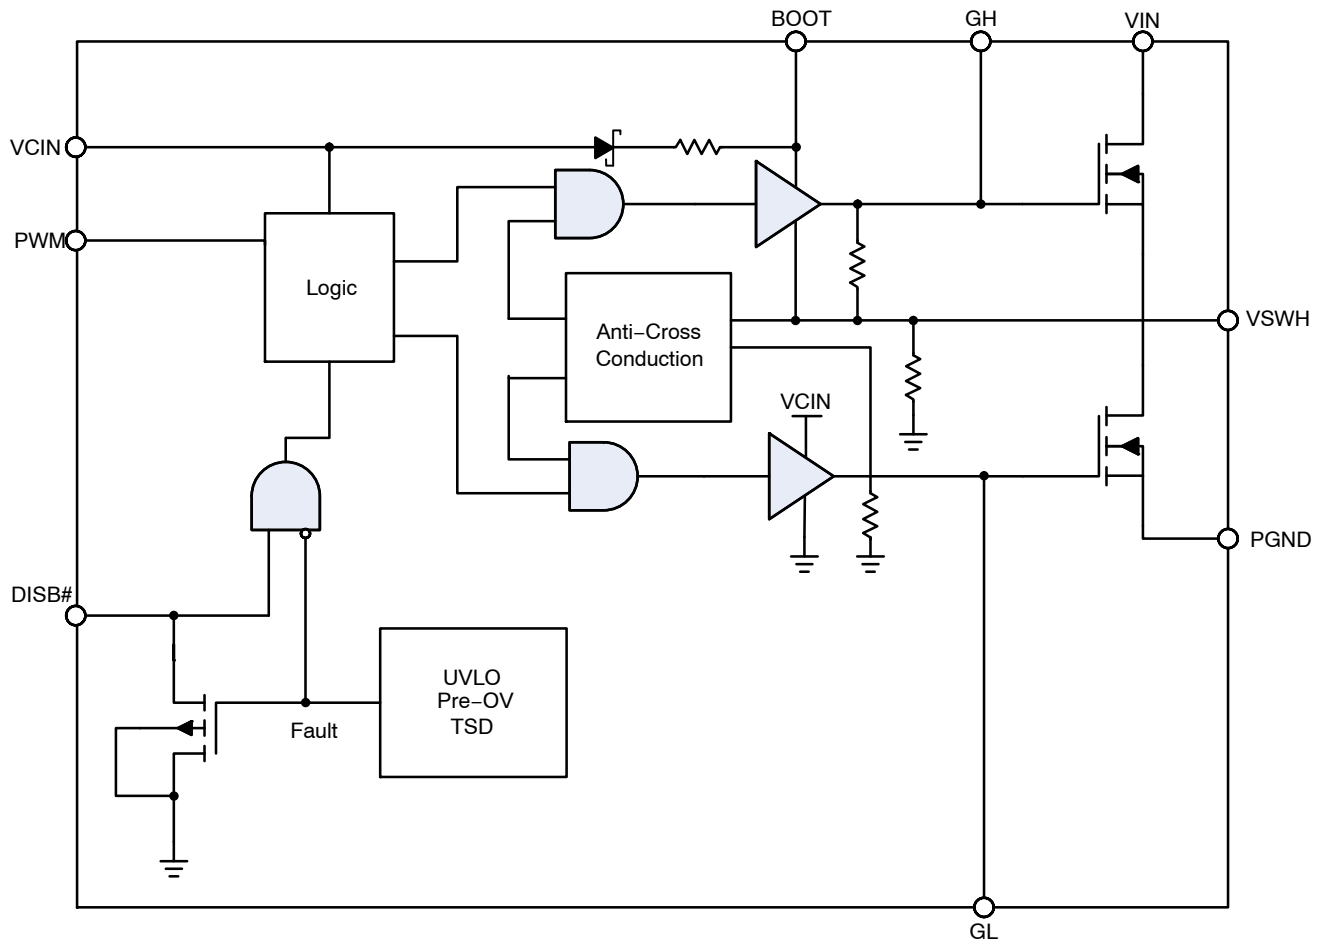 BOOT
GH
VIN
VCIN
PWM
Logic
Anti−Cross
Conduction
VSWH
VCIN
PGND
DISB#
UVLO
Pre−OV
TSD
Fault
GL